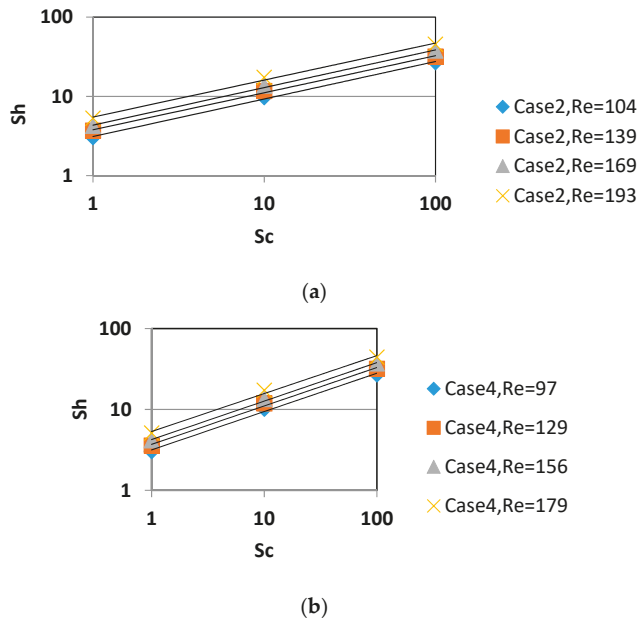 100
10
1
Sh
1
10
100
Sc
Case2,Re=104
Case2,Re=139
Case2,Re=169
Case2,Re=193
(a)
100
10
1
Sh
1
10
100
Sc
Case4,Re=97
Case4,Re=129
Case4,Re=156
Case4,Re=179
(b)